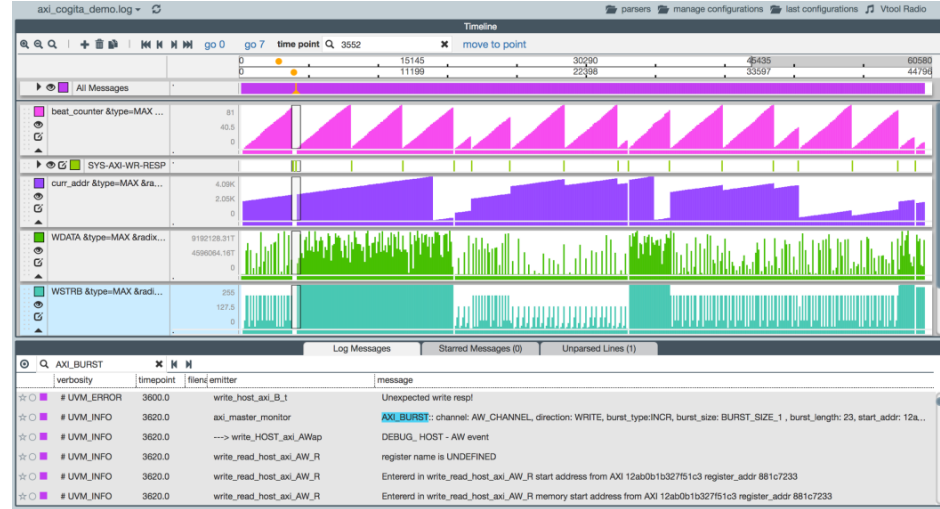 axi_cogita_demo.log
parsers manage configurations last configurations Vtool Radio
Timeline
go 0 go 7 time point 3552 move to point
0 15145 30290 45435 60580
0 11199 22398 33597 44796
All Messages
beat_counter &type=MAX ...
81
40.5
0
SYS-AXI-WR-RESP
curr_addr &type=MAX &ra...
4.09K
2.05K
0
WDATA &type=MAX &radix...
9192128.31T
4596064.16T
0
WSTRB &type=MAX &radi...
255
127.5
0
Log Messages Starred Messages (0) Unparsed Lines (1)
AXI_BURST
verbosity timepoint filena emitter message
# UVM_ERROR 3600.0 write_host_axi_B_t Unexpected write resp!
# UVM_INFO 3620.0 axi_master_monitor AXI_BURST:: channel: AW_CHANNEL, direction: WRITE, burst_type:INCR, burst_size: BURST_SIZE_1 , burst_length: 23, start_addr: 12a...
# UVM_INFO 3620.0 ---> write_HOST_axi_AWap DEBUG_ HOST - AW event
# UVM_INFO 3620.0 write_read_host_axi_AW_R register name is UNDEFINED
# UVM_INFO 3620.0 write_read_host_axi_AW_R Entererd in write_read_host_axi_AW_R start address from AXI 12ab0b1b327f51c3 register_addr 881c7233
# UVM_INFO 3620.0 write_read_host_axi_AW_R Entererd in write_read_host_axi_AW_R memory start address from AXI 12ab0b1b327f51c3 register_addr 881c7233